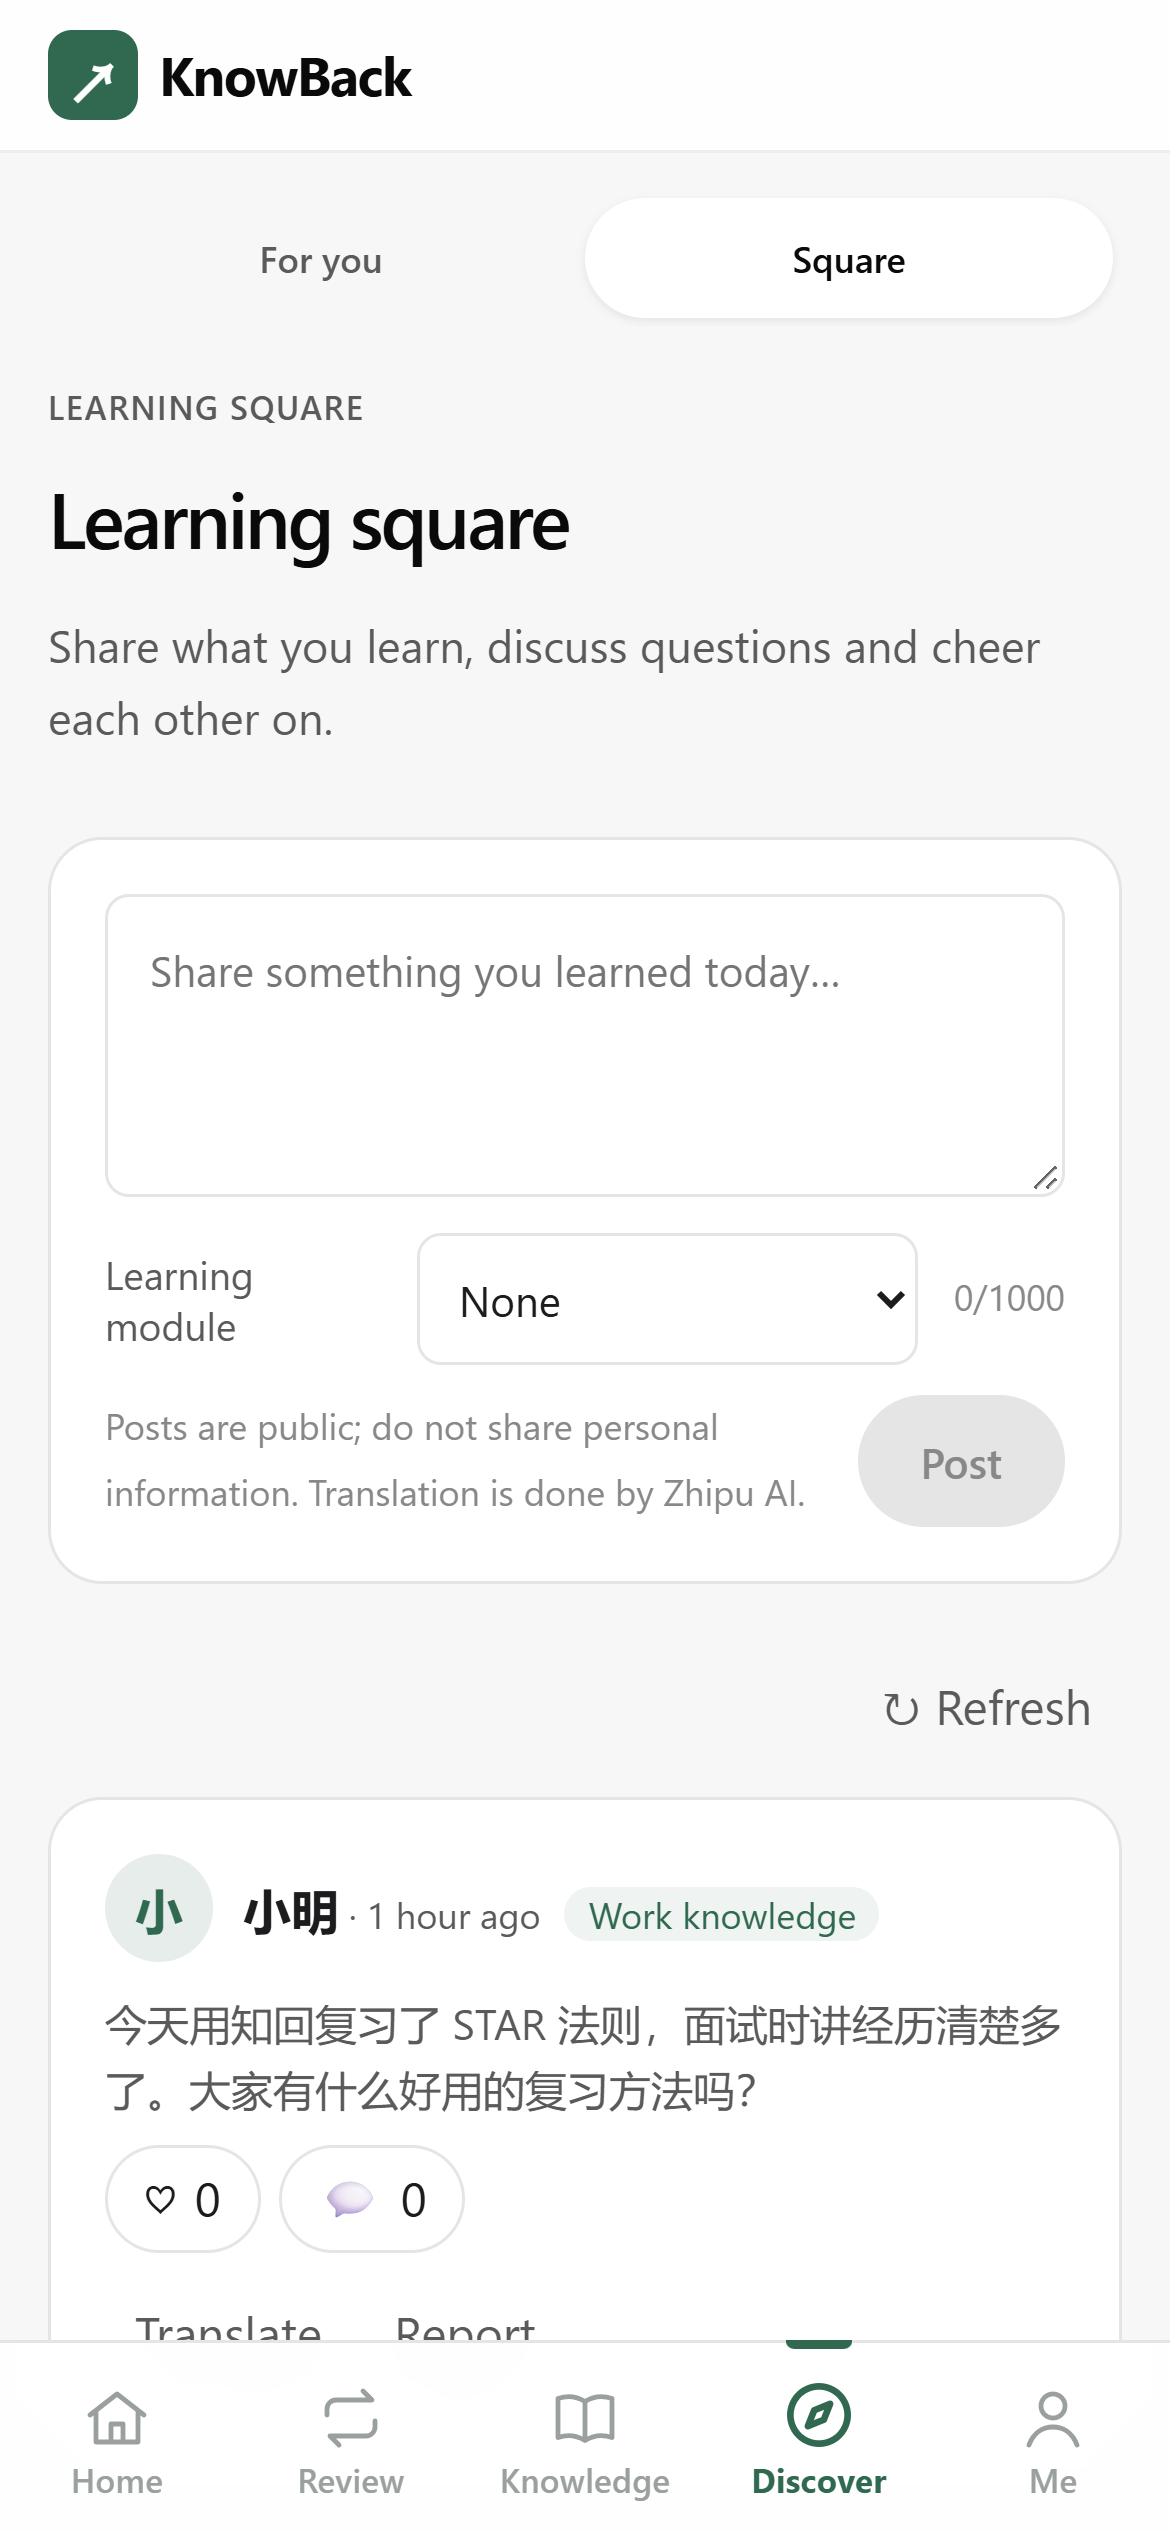 KnowBack
For you
Square
LEARNING SQUARE
Learning square
Share what you learn, discuss questions and cheer
each other on.
Share something you learned today...
Learning
module
None
0/1000
Posts are public; do not share personal
information. Translation is done by Zhipu AI.
Post
↻ Refresh
小
小明 · 1 hour ago Work knowledge
今天用知回复习了 STAR 法则，面试时讲经历清楚多
了。大家有什么好用的复习方法吗？
♡ 0 💬 0
Translate Report
Home Review Knowledge Discover Me